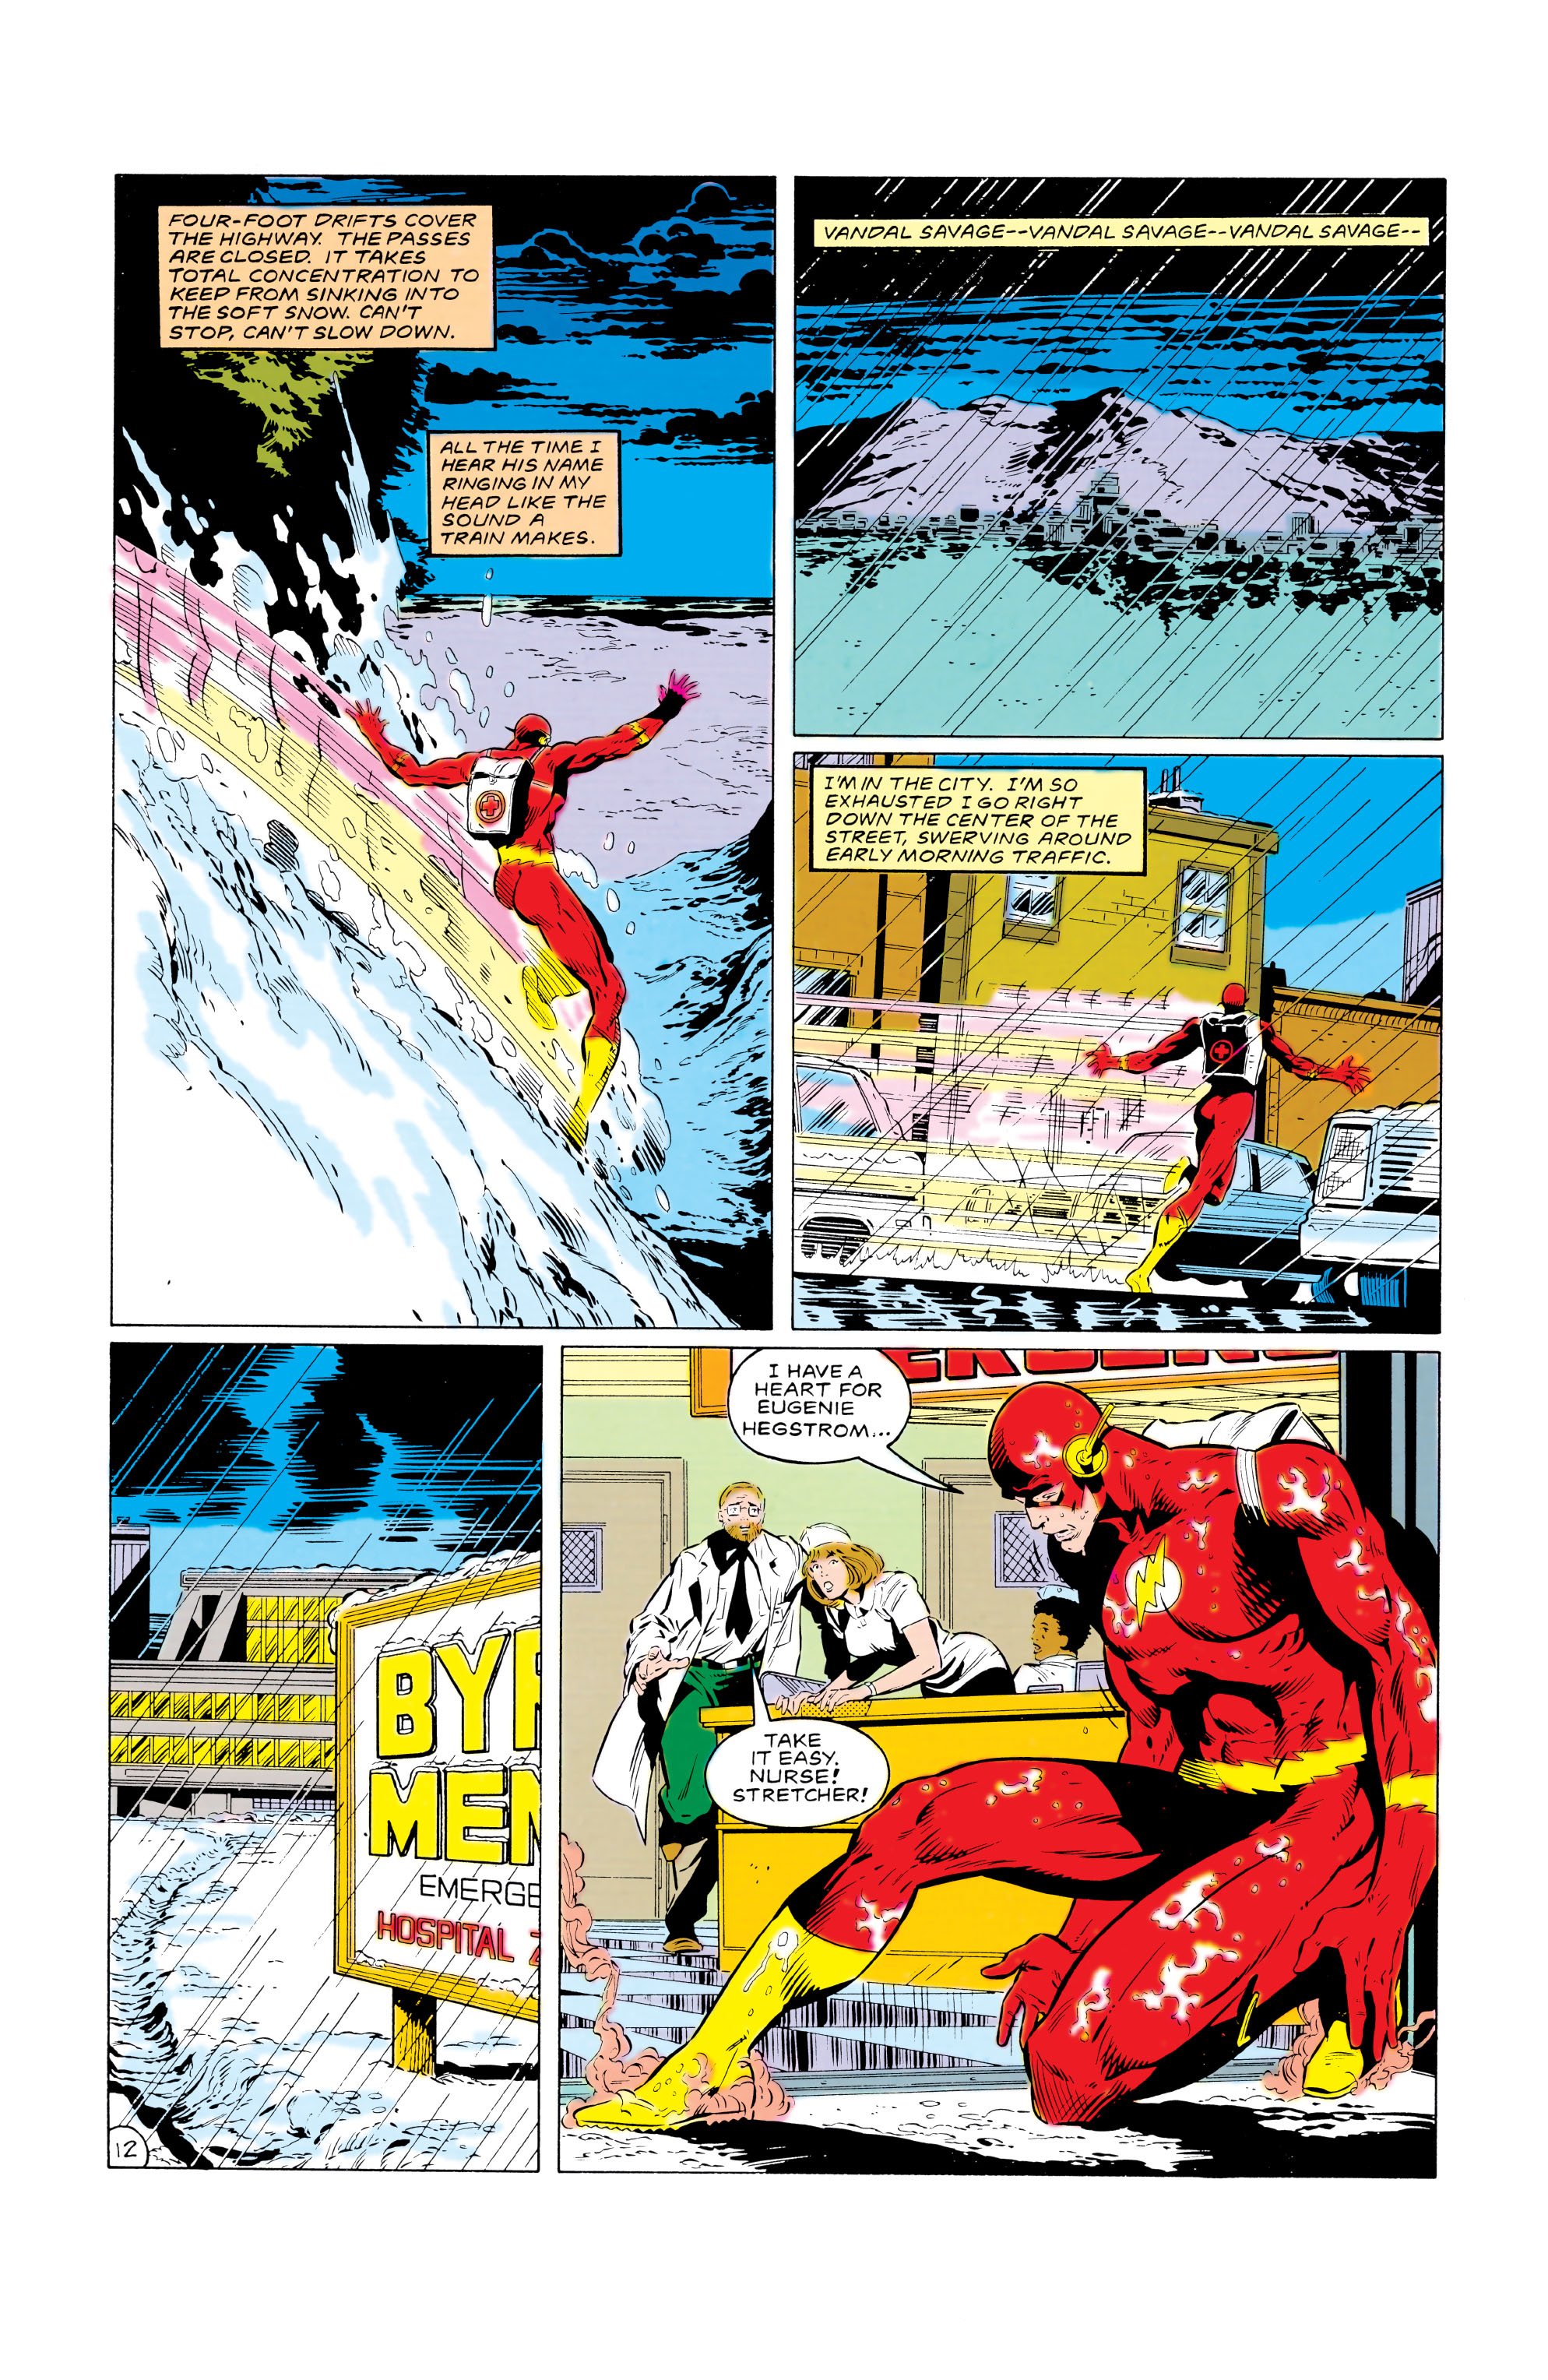 FOUR-FOOT DRIFTS COVER
THE HIGHWAY. THE PASSES
ARE CLOSED. IT TAKES
TOTAL CONCENTRATION TO
KEEP FROM SINKING INTO
THE SOFT SNOW. CAN'T
STOP, CAN'T SLOW DOWN.
ALL THE TIME I
HEAR HIS NAME
RINGING IN MY
HEAD LIKE THE
SOUND A
TRAIN MAKES.
VANDAL SAVAGE--VANDAL SAVAGE--VANDAL SAVAGE--
I'M IN THE CITY. I'M SO
EXHAUSTED I GO RIGHT
DOWN THE CENTER OF THE
STREET, SWERVING AROUND
EARLY MORNING TRAFFIC.
BYR
MEM
EMERGE
HOSPITAL
12
ERGENC
I HAVE A
HEART FOR
EUGENIE
HEGSTROM...
TAKE
IT EASY.
NURSE!
STRETCHER!